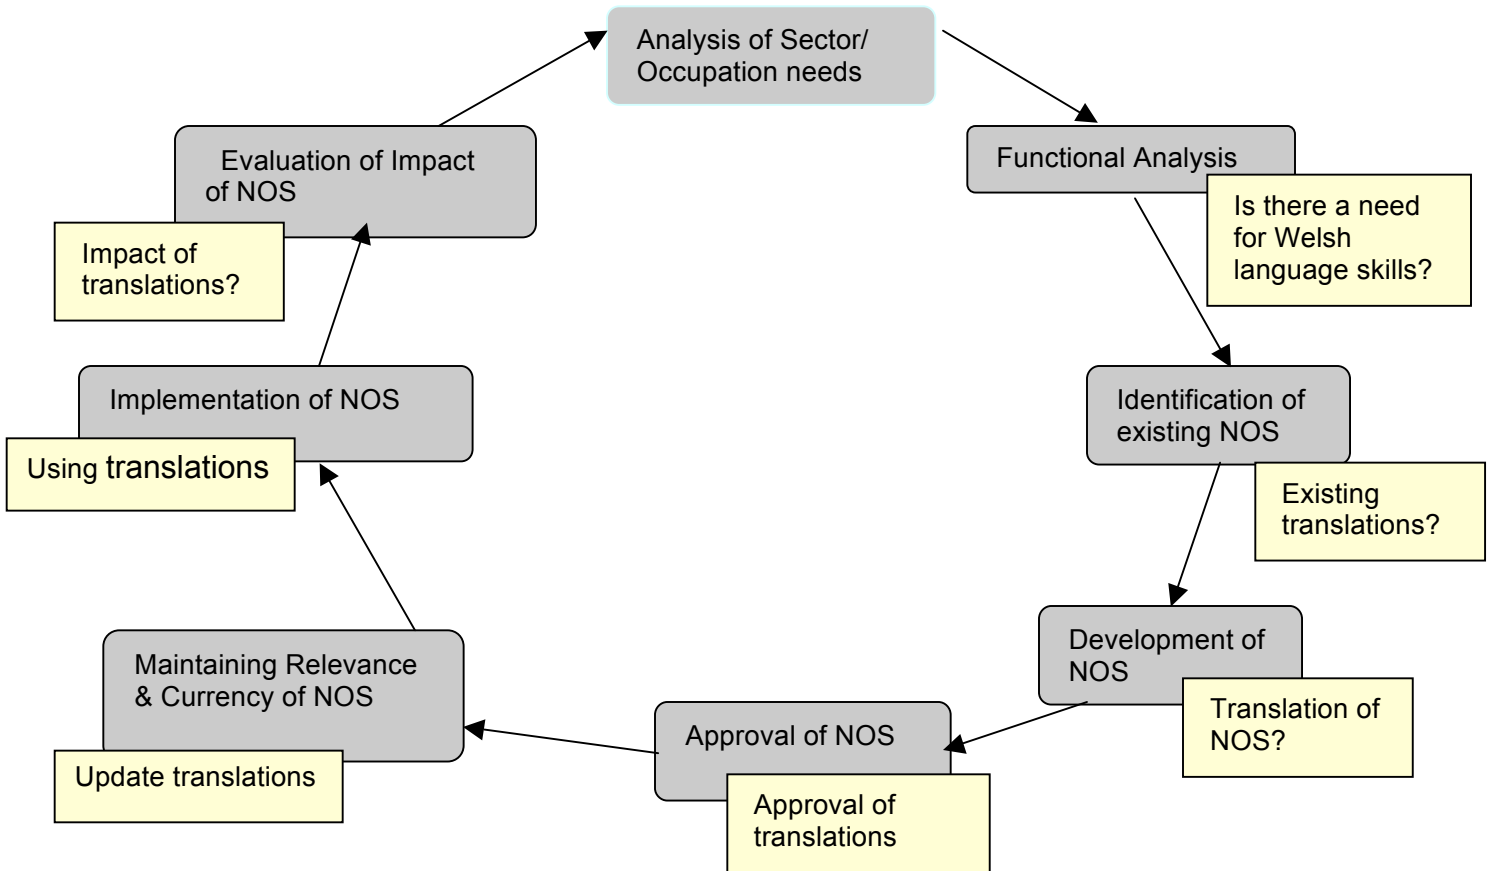 Analysis of Sector/
Occupation needs
Functional Analysis
Is there a need
for Welsh
language skills?
Identification of
existing NOS
Existing
translations?
Development of
NOS
Translation of
NOS?
Approval of NOS
Approval of
translations
Maintaining Relevance
& Currency of NOS
Update translations
Implementation of NOS
Using translations
Evaluation of Impact
of NOS
Impact of
translations?